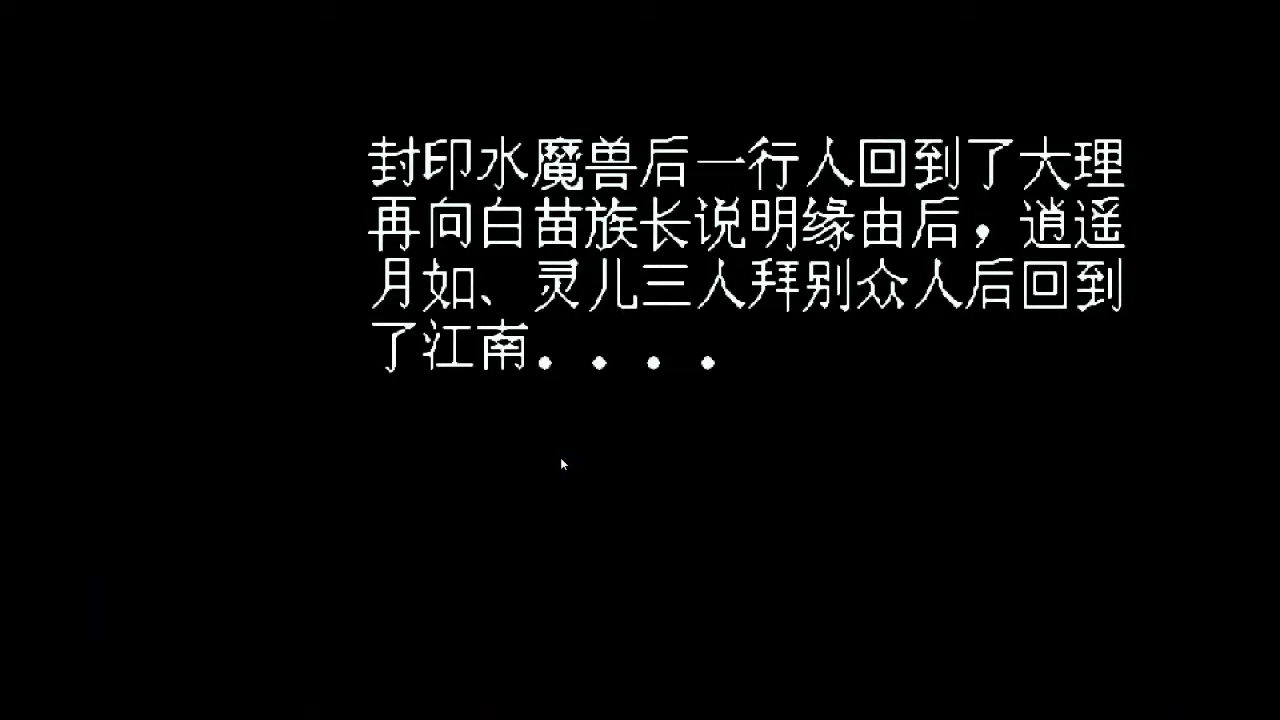 封印水魔兽后一行人回到了大理
再向白苗族长说明缘由后，逍遥
月如、灵儿三人拜别众人后回到
了江南．．．．